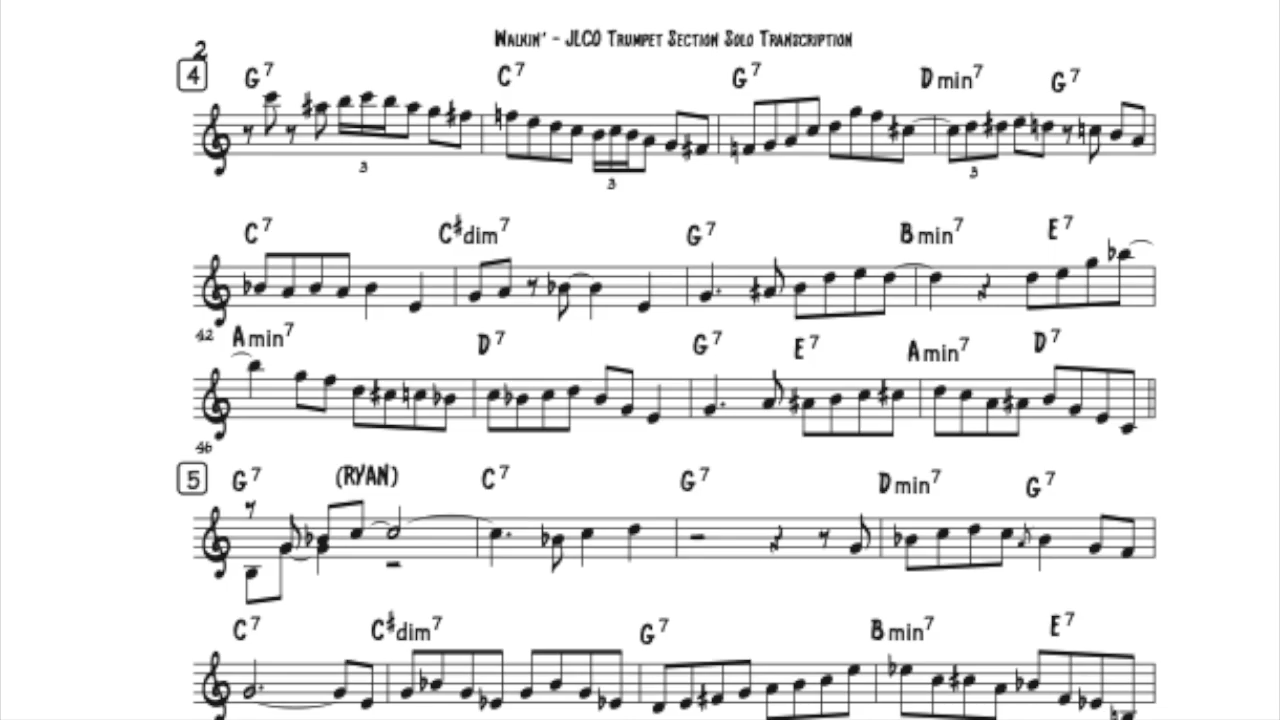 Walkin' - JLCO Trumpet Section Solo Transcription
2
4 G7 C7 G7 Dmin7 G7
3 3 3
C7 C#dim7 G7 Bmin7 E7
42 Amin7 D7 G7 E7 Amin7 D7
46
5 G7 (RYAN) C7 G7 Dmin7 G7
C7 C#dim7 G7 Bmin7 E7